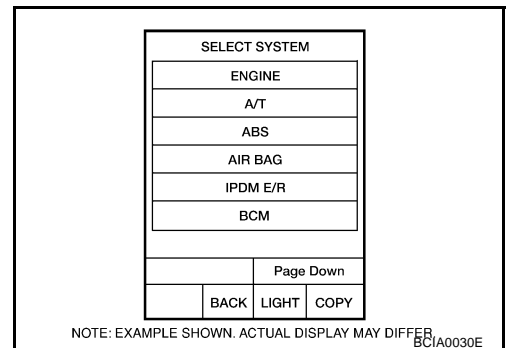 SELECT SYSTEM
ENGINE
A/T
ABS
AIR BAG
IPDM E/R
BCM
Page Down
BACK LIGHT COPY
NOTE: EXAMPLE SHOWN. ACTUAL DISPLAY MAY DIFFER.
BCIA0030E